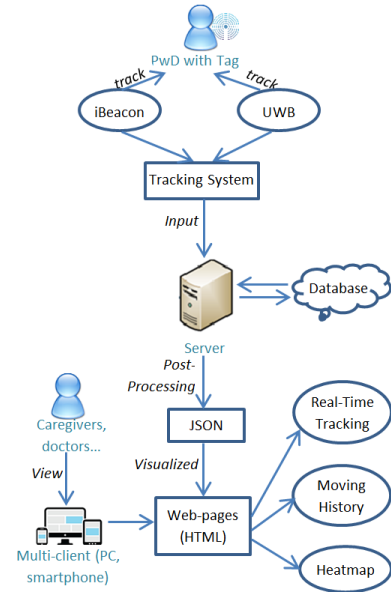 PwD with Tag
track
track
iBeacon
UWB
Tracking System
Input
Database
Server
Post-
Processing
Caregivers,
doctors...
JSON
Real-Time
Tracking
View
Visualized
Moving
History
Web-pages
(HTML)
Multi-client (PC,
smartphone)
Heatmap